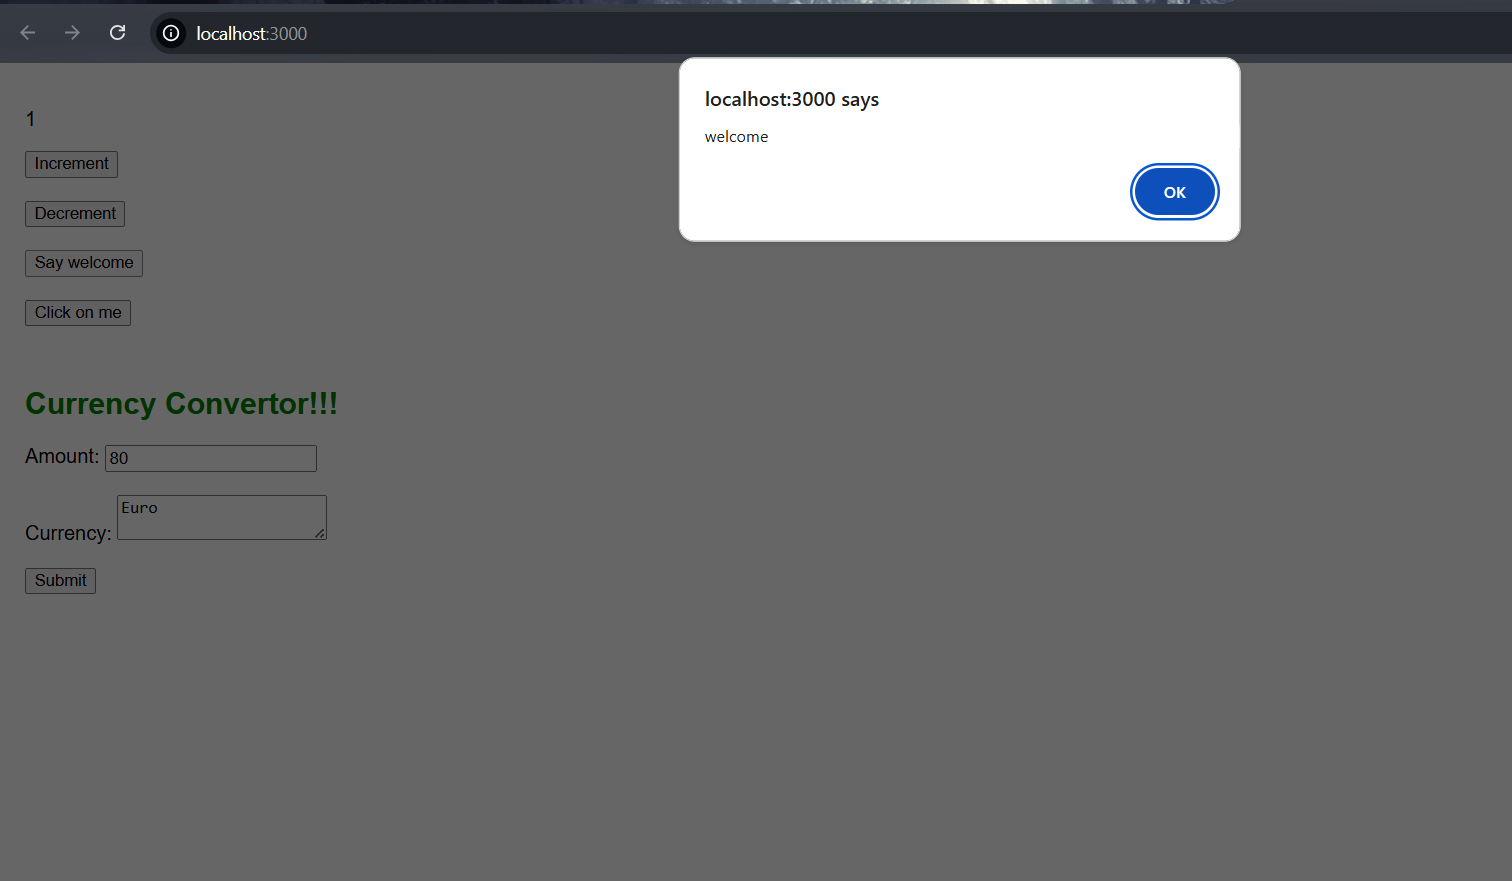 localhost:3000
localhost:3000 says
welcome
OK
1
Increment
Decrement
Say welcome
Click on me
Currency Convertor!!!
Amount: 80
Currency: Euro
Submit